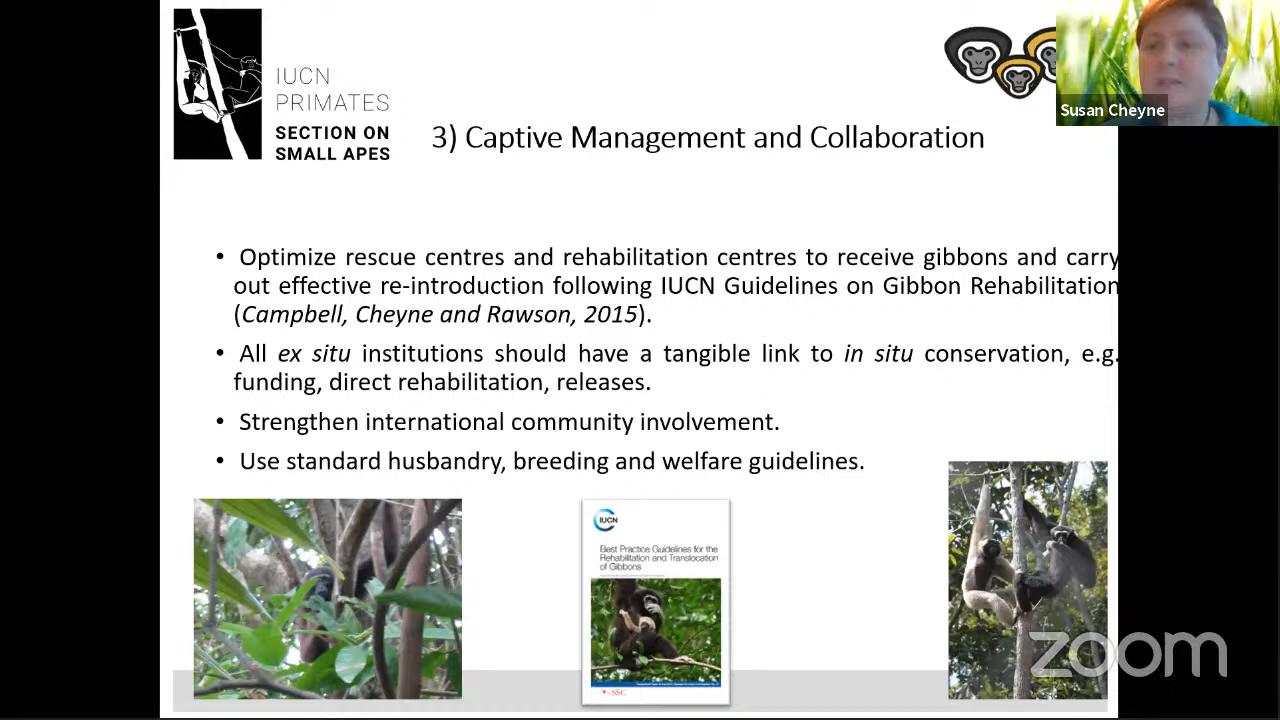 IUCN
PRIMATES
SECTION ON
SMALL APES
Susan Cheyne
3) Captive Management and Collaboration
• Optimize rescue centres and rehabilitation centres to receive gibbons and carry
out effective re-introduction following IUCN Guidelines on Gibbon Rehabilitation
(Campbell, Cheyne and Rawson, 2015).
• All ex situ institutions should have a tangible link to in situ conservation, e.g.
funding, direct rehabilitation, releases.
• Strengthen international community involvement.
• Use standard husbandry, breeding and welfare guidelines.
IUCN
Best Practice Guidelines for the
Rehabilitation and Translocation
of Gibbons
SSC
zoom